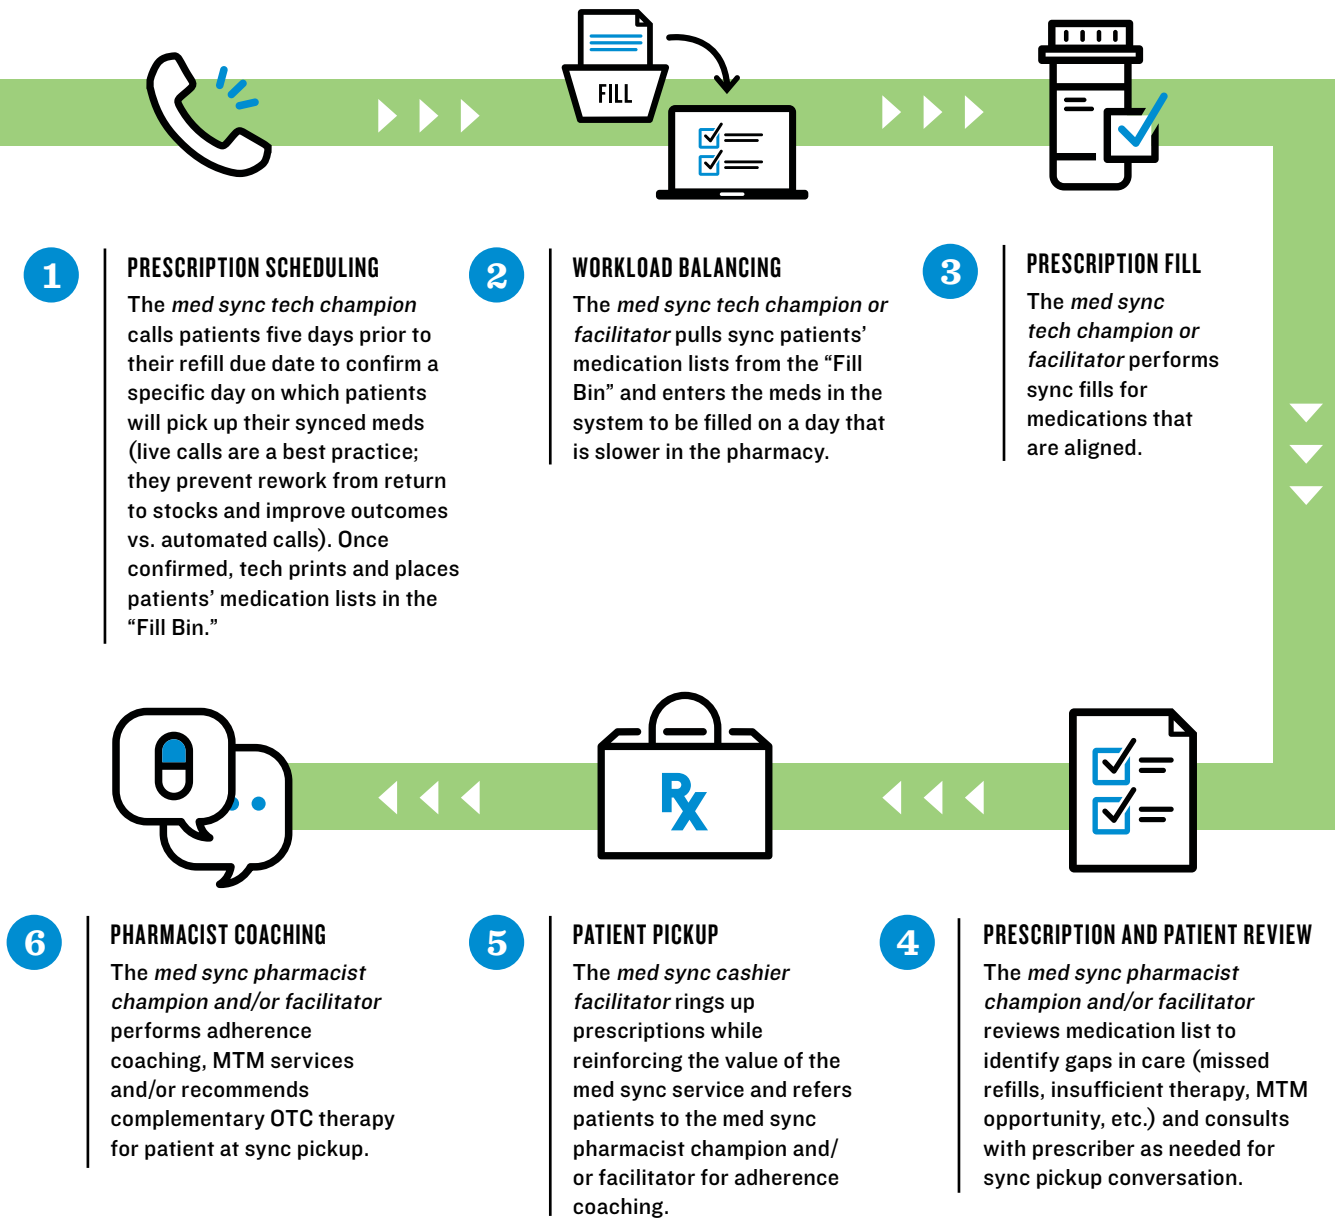 FILL
1
PRESCRIPTION SCHEDULING
The med sync tech champion
calls patients five days prior to
their refill due date to confirm a
specific day on which patients
will pick up their synced meds
(live calls are a best practice;
they prevent rework from return
to stocks and improve outcomes
vs. automated calls). Once
confirmed, tech prints and places
patients’ medication lists in the
“Fill Bin.”
2
WORKLOAD BALANCING
The med sync tech champion or
facilitator pulls sync patients’
medication lists from the “Fill
Bin” and enters the meds in the
system to be filled on a day that
is slower in the pharmacy.
3
PRESCRIPTION FILL
The med sync
tech champion or
facilitator performs
sync fills for
medications that
are aligned.
Rx
4
PRESCRIPTION AND PATIENT REVIEW
The med sync pharmacist
champion and/or facilitator
reviews medication list to
identify gaps in care (missed
refills, insufficient therapy, MTM
opportunity, etc.) and consults
with prescriber as needed for
sync pickup conversation.
5
PATIENT PICKUP
The med sync cashier
facilitator rings up
prescriptions while
reinforcing the value of the
med sync service and refers
patients to the med sync
pharmacist champion and/
or facilitator for adherence
coaching.
6
PHARMACIST COACHING
The med sync pharmacist
champion and/or facilitator
performs adherence
coaching, MTM services
and/or recommends
complementary OTC therapy
for patient at sync pickup.